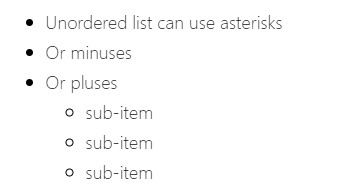 Unordered list can use asterisks
Or minuses
Or pluses
sub-item
sub-item
sub-item